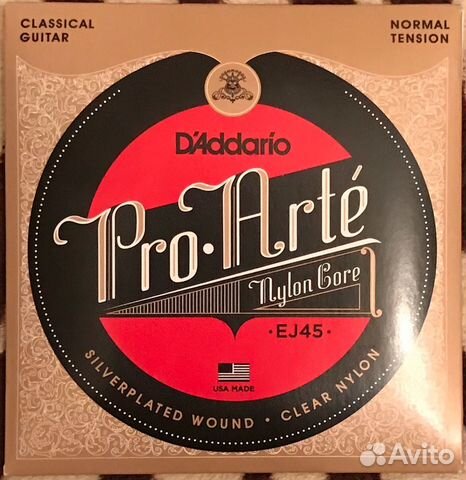 CLASSICAL
GUITAR
NORMAL
TENSION
D'Addario
Pro·Arté
Nylon Core
·EJ45·
USA MADE
SILVERPLATED WOUND · CLEAR NYLON
Avito